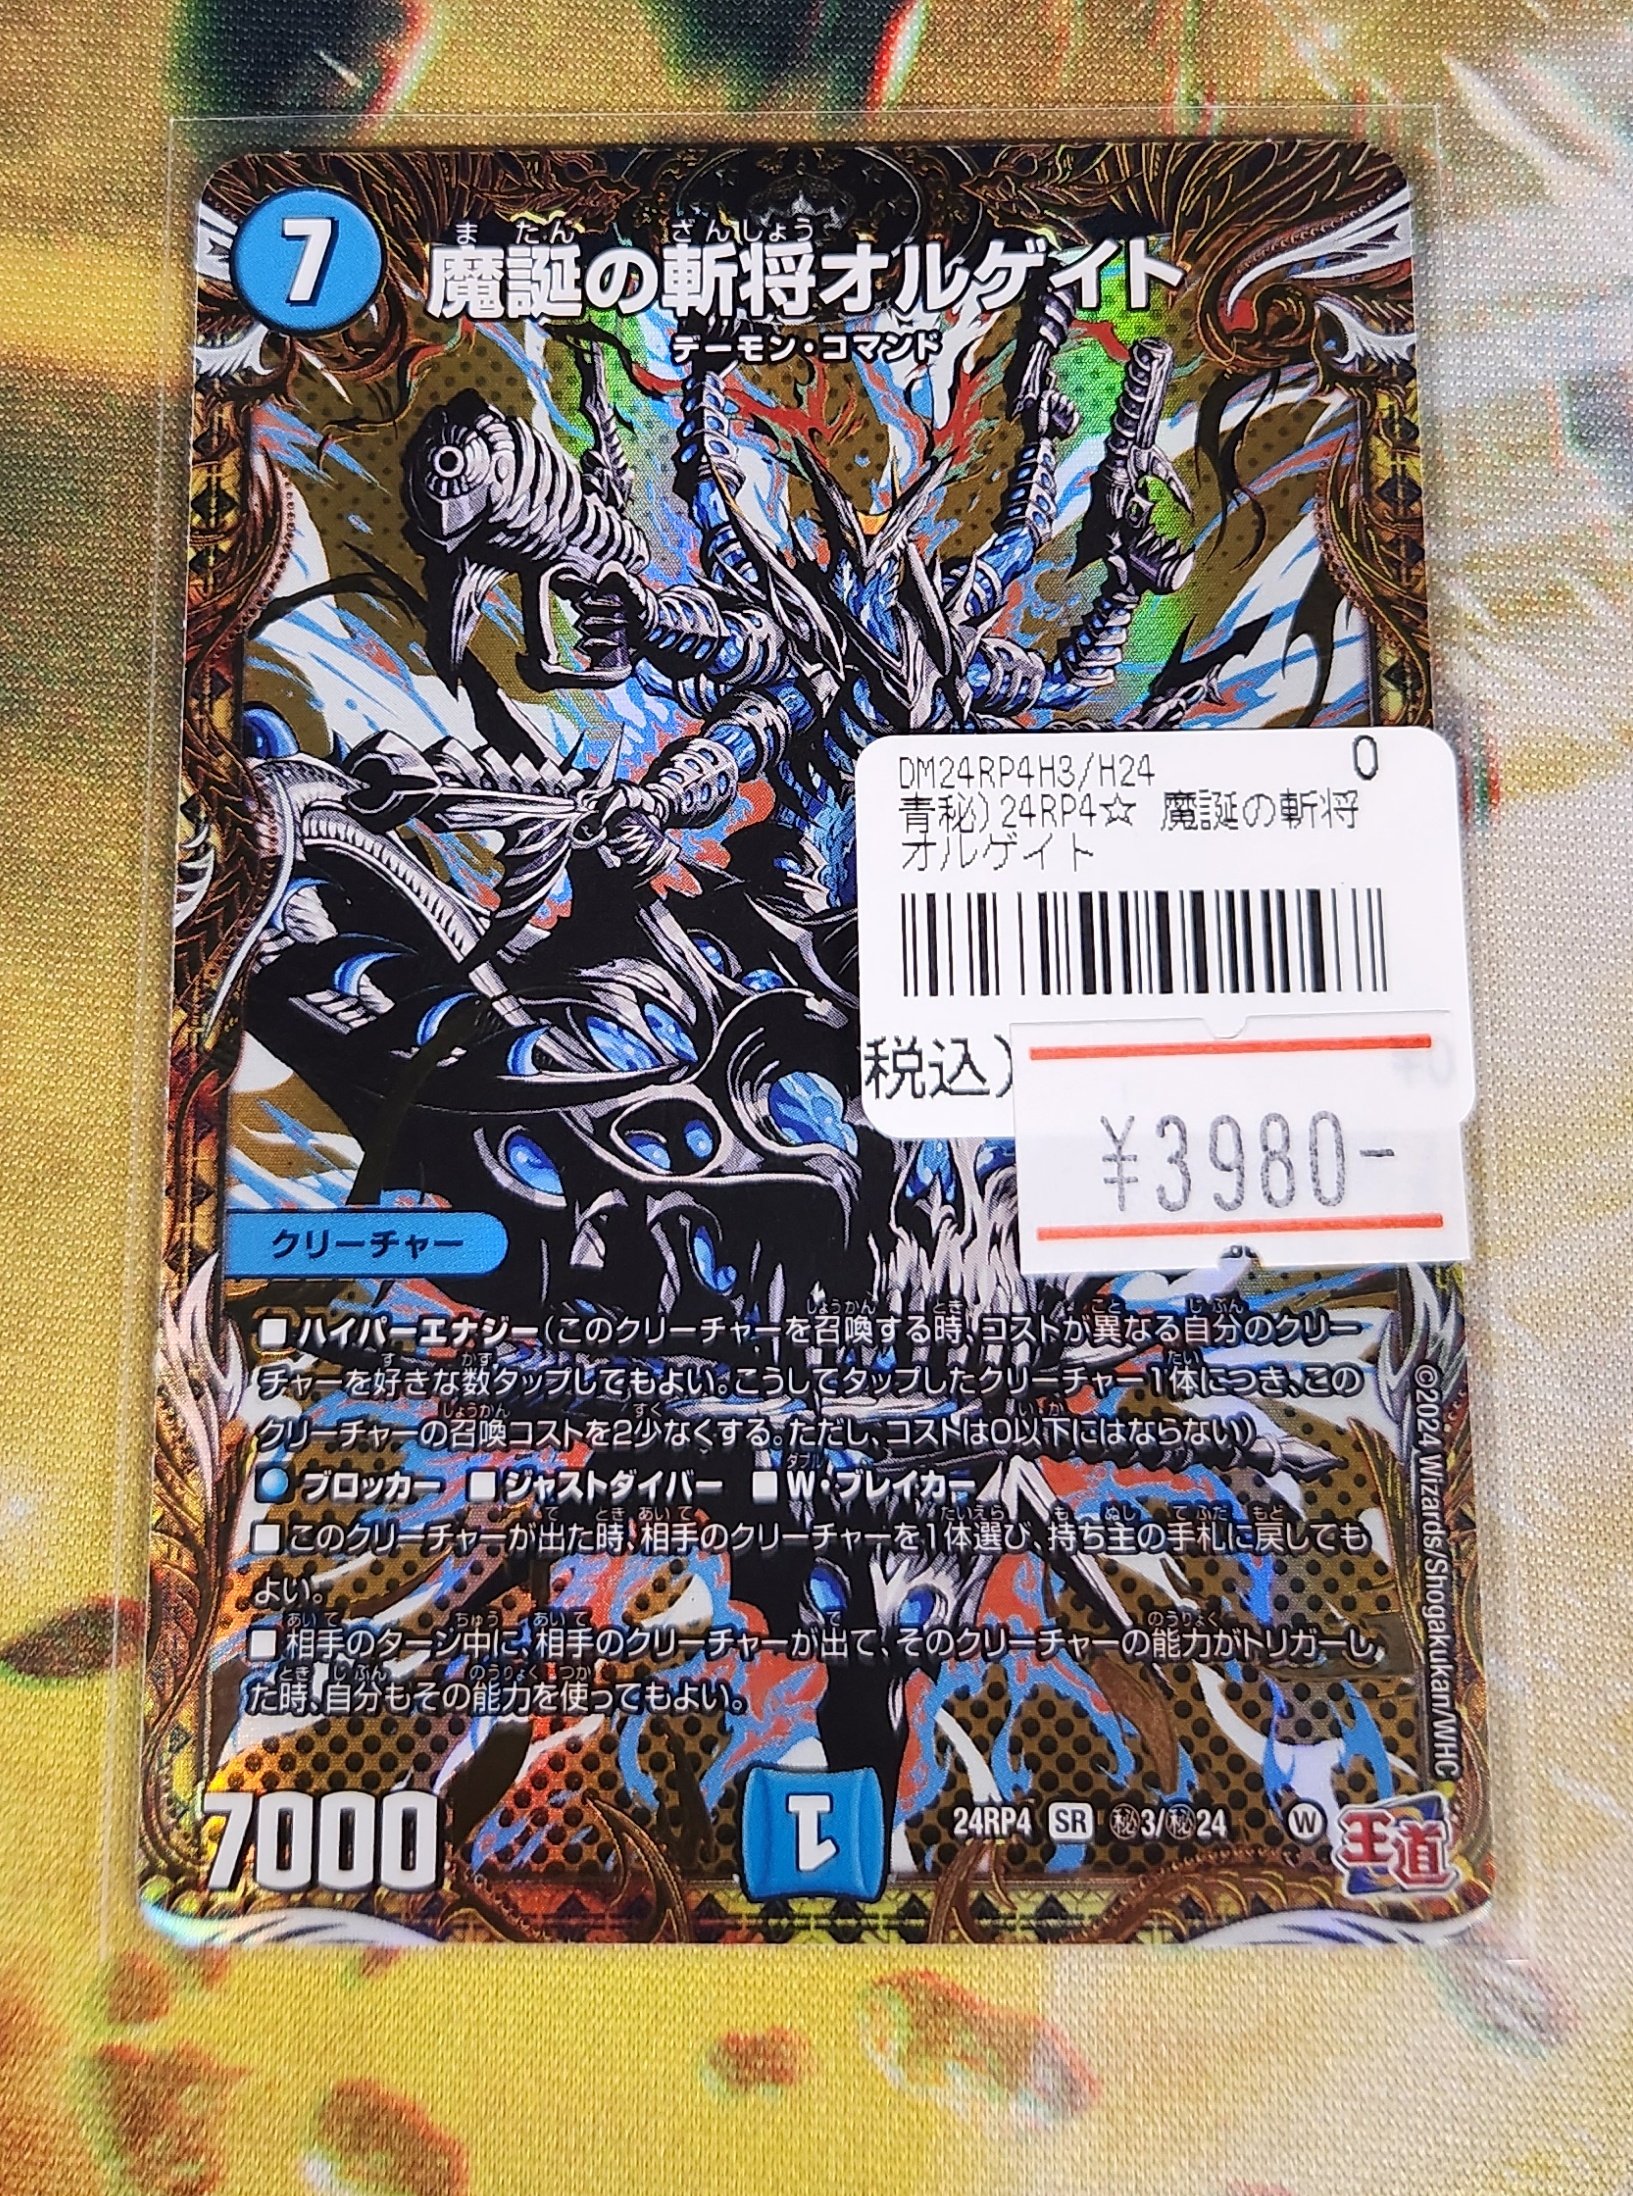 7
魔誕の斬将オルゲイト
またん ざんしょう
デーモン・コマンド
DM24RP4H3/H24 0
青秘)24RP4☆ 魔誕の斬将
オルゲイト
税込)
¥3980-
クリーチャー
■ハイパーエナジー(このクリーチャーを召喚する時、コストが異なる自分のクリー
チャーを好きな数タップしてもよい。こうしてタップしたクリーチャー1体につき、この
クリーチャーの召喚コストを2少なくする。ただし、コストは0以下にはならない)
ブロッカー ■ジャストダイバー ■W・ブレイカー
■このクリーチャーが出た時、相手のクリーチャーを1体選び、持ち主の手札に戻しても
よい。
■相手のターン中に、相手のクリーチャーが出て、そのクリーチャーの能力がトリガーし
た時、自分もその能力を使ってもよい。
©2024 Wizards/Shogakukan/WHC
7000
1
24RP4 SR ㊙3/㊙24 W
王道